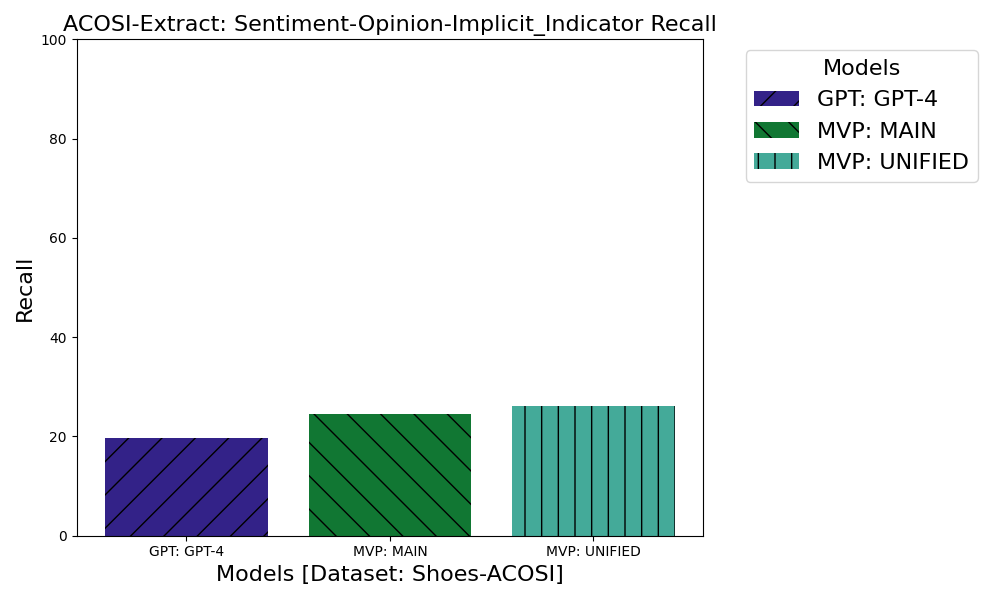 ACOSI-Extract: Sentiment-Opinion-Implicit_Indicator Recall
Models
GPT: GPT-4
MVP: MAIN
MVP: UNIFIED
Recall
100
80
60
40
20
0
GPT: GPT-4
MVP: MAIN
MVP: UNIFIED
Models [Dataset: Shoes-ACOSI]